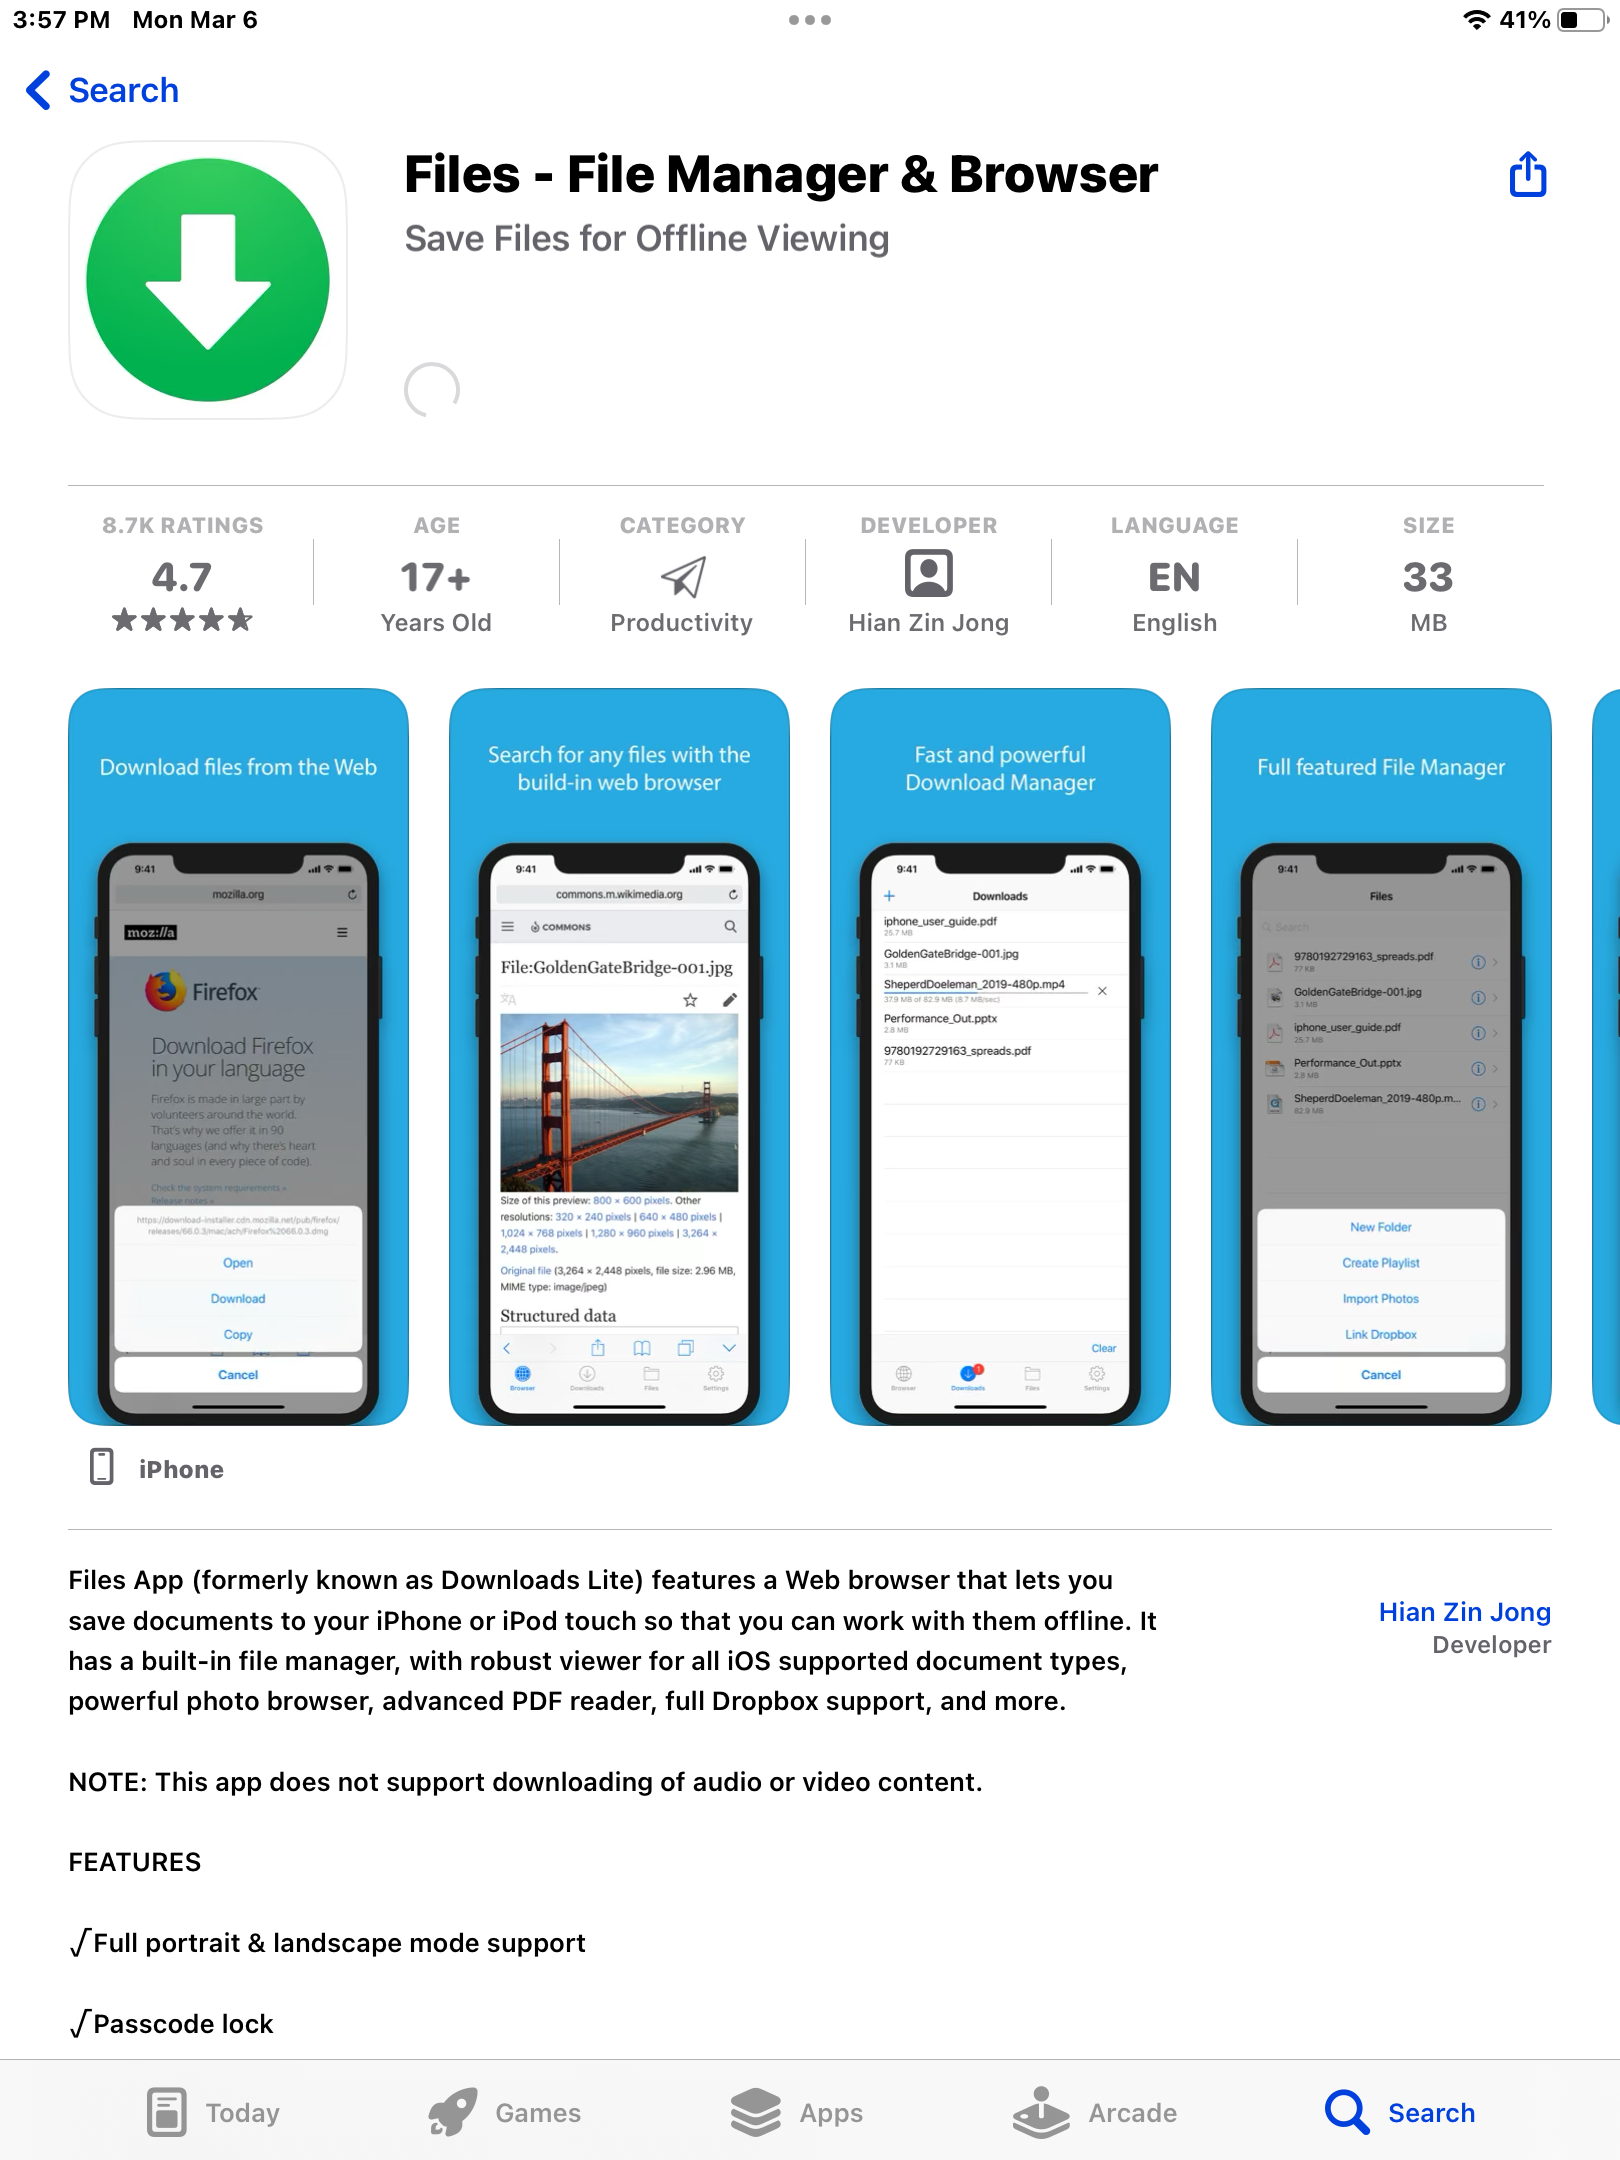 3:57 PM Mon Mar 6
41%
Search
Files - File Manager & Browser
Save Files for Offline Viewing
8.7K RATINGS
4.7
AGE
17+
Years Old
CATEGORY
Productivity
DEVELOPER
Hian Zin Jong
LANGUAGE
EN
English
SIZE
33
MB
Download files from the Web
9:41
mozilla.org
moz://a
Firefox
Download Firefox
in your language
Firefox is made in large part by
volunteers around the world.
That's why we offer it in 90
languages (and why there's heart
and soul in every piece of code).
Check the system requirements »
Release notes »
https://download-installer.cdn.mozilla.net/pub/firefox/
releases/66.0.3/mac/ach/Firefox%2066.0.3.dmg
Open
Download
Copy
Cancel
Search for any files with the
build-in web browser
9:41
commons.m.wikimedia.org
COMMONS
File:GoldenGateBridge-001.jpg
Size of this preview: 800 × 600 pixels. Other
resolutions: 320 × 240 pixels | 640 × 480 pixels |
1,024 × 768 pixels | 1,280 × 960 pixels | 3,264 ×
2,448 pixels.
Original file (3,264 × 2,448 pixels, file size: 2.96 MB,
MIME type: image/jpeg)
Structured data
Browser
Downloads
Files
Settings
Fast and powerful
Download Manager
9:41
Downloads
iphone_user_guide.pdf
25.7 MB
GoldenGateBridge-001.jpg
3.1 MB
SheperdDoeleman_2019-480p.mp4
37.9 MB of 82.9 MB (8.7 MB/sec)
Performance_Out.pptx
2.8 MB
9780192729163_spreads.pdf
77 KB
Clear
1
Browser
Downloads
Files
Settings
Full featured File Manager
9:41
Files
Search
9780192729163_spreads.pdf
77 KB
GoldenGateBridge-001.jpg
3.1 MB
iphone_user_guide.pdf
25.7 MB
Performance_Out.pptx
2.8 MB
SheperdDoeleman_2019-480p.m...
82.9 MB
New Folder
Create Playlist
Import Photos
Link Dropbox
Cancel
iPhone
Files App (formerly known as Downloads Lite) features a Web browser that lets you
save documents to your iPhone or iPod touch so that you can work with them offline. It
has a built-in file manager, with robust viewer for all iOS supported document types,
powerful photo browser, advanced PDF reader, full Dropbox support, and more.
Hian Zin Jong
Developer
NOTE: This app does not support downloading of audio or video content.
FEATURES
√Full portrait & landscape mode support
√Passcode lock
Today
Games
Apps
Arcade
Search